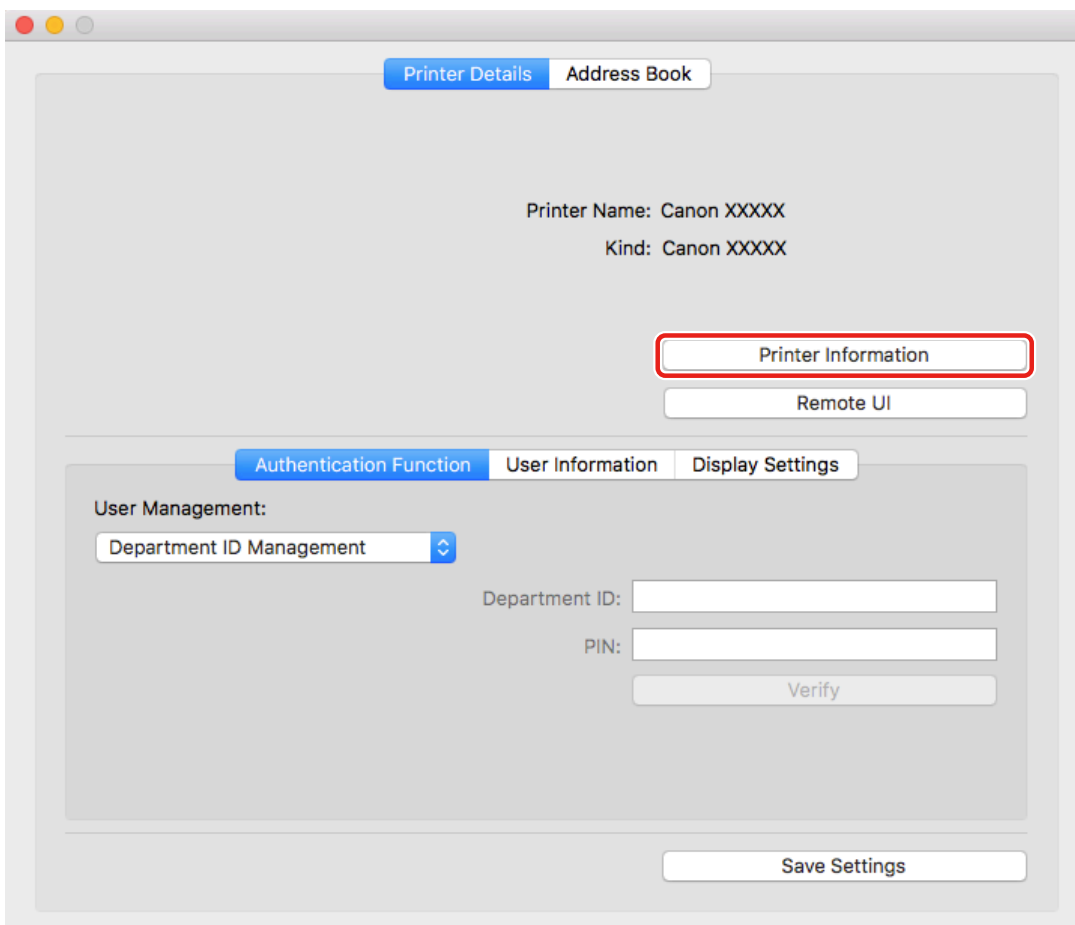 Printer Details Address Book
Printer Name: Canon XXXXX
Kind: Canon XXXXX
Printer Information
Remote UI
Authentication Function User Information Display Settings
User Management:
Department ID Management
Department ID:
PIN:
Verify
Save Settings